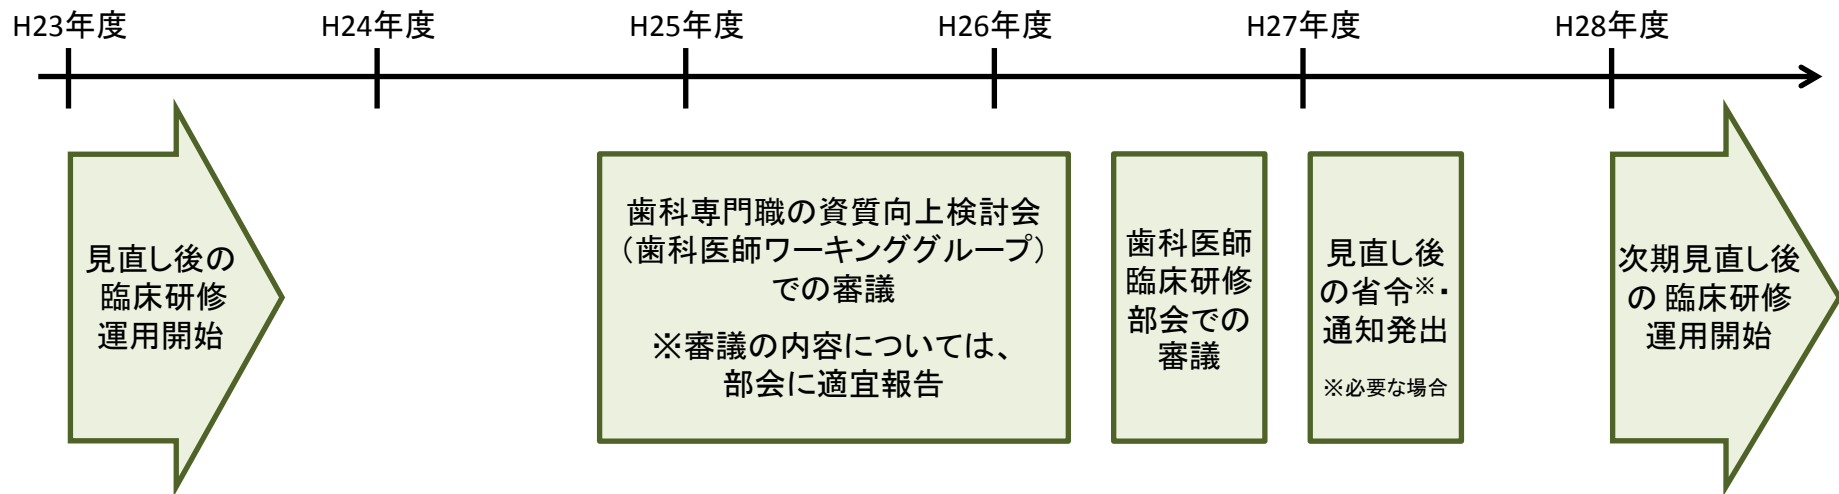 H23年度
H24年度
H25年度
H26年度
H27年度
H28年度
見直し後の
臨床研修
運用開始
歯科専門職の資質向上検討会
（歯科医師ワーキンググループ）
での審議
※審議の内容については、
部会に適宜報告
歯科医師
臨床研修
部会での
審議
見直し後
の省令※・
通知発出
※必要な場合
次期見直し後
の 臨床研修
運用開始